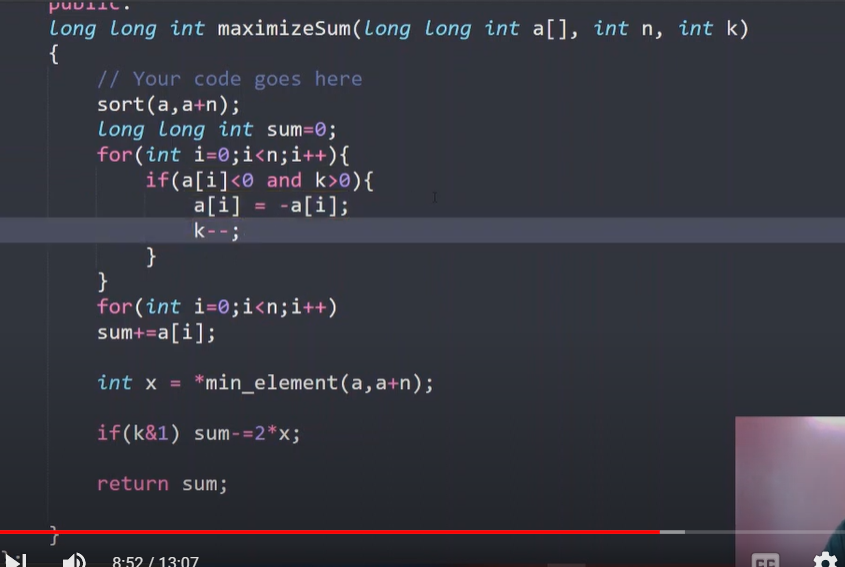 public:
long long int maximizeSum(long long int a[], int n, int k)
{
// Your code goes here
sort(a,a+n);
long long int sum=0;
for(int i=0;i<n;i++){
if(a[i]<0 and k>0){
a[i] = -a[i];
k--;
}
}
for(int i=0;i<n;i++)
sum+=a[i];
int x = *min_element(a,a+n);
if(k&1) sum-=2*x;
return sum;
}
8:52 / 13:07
CC